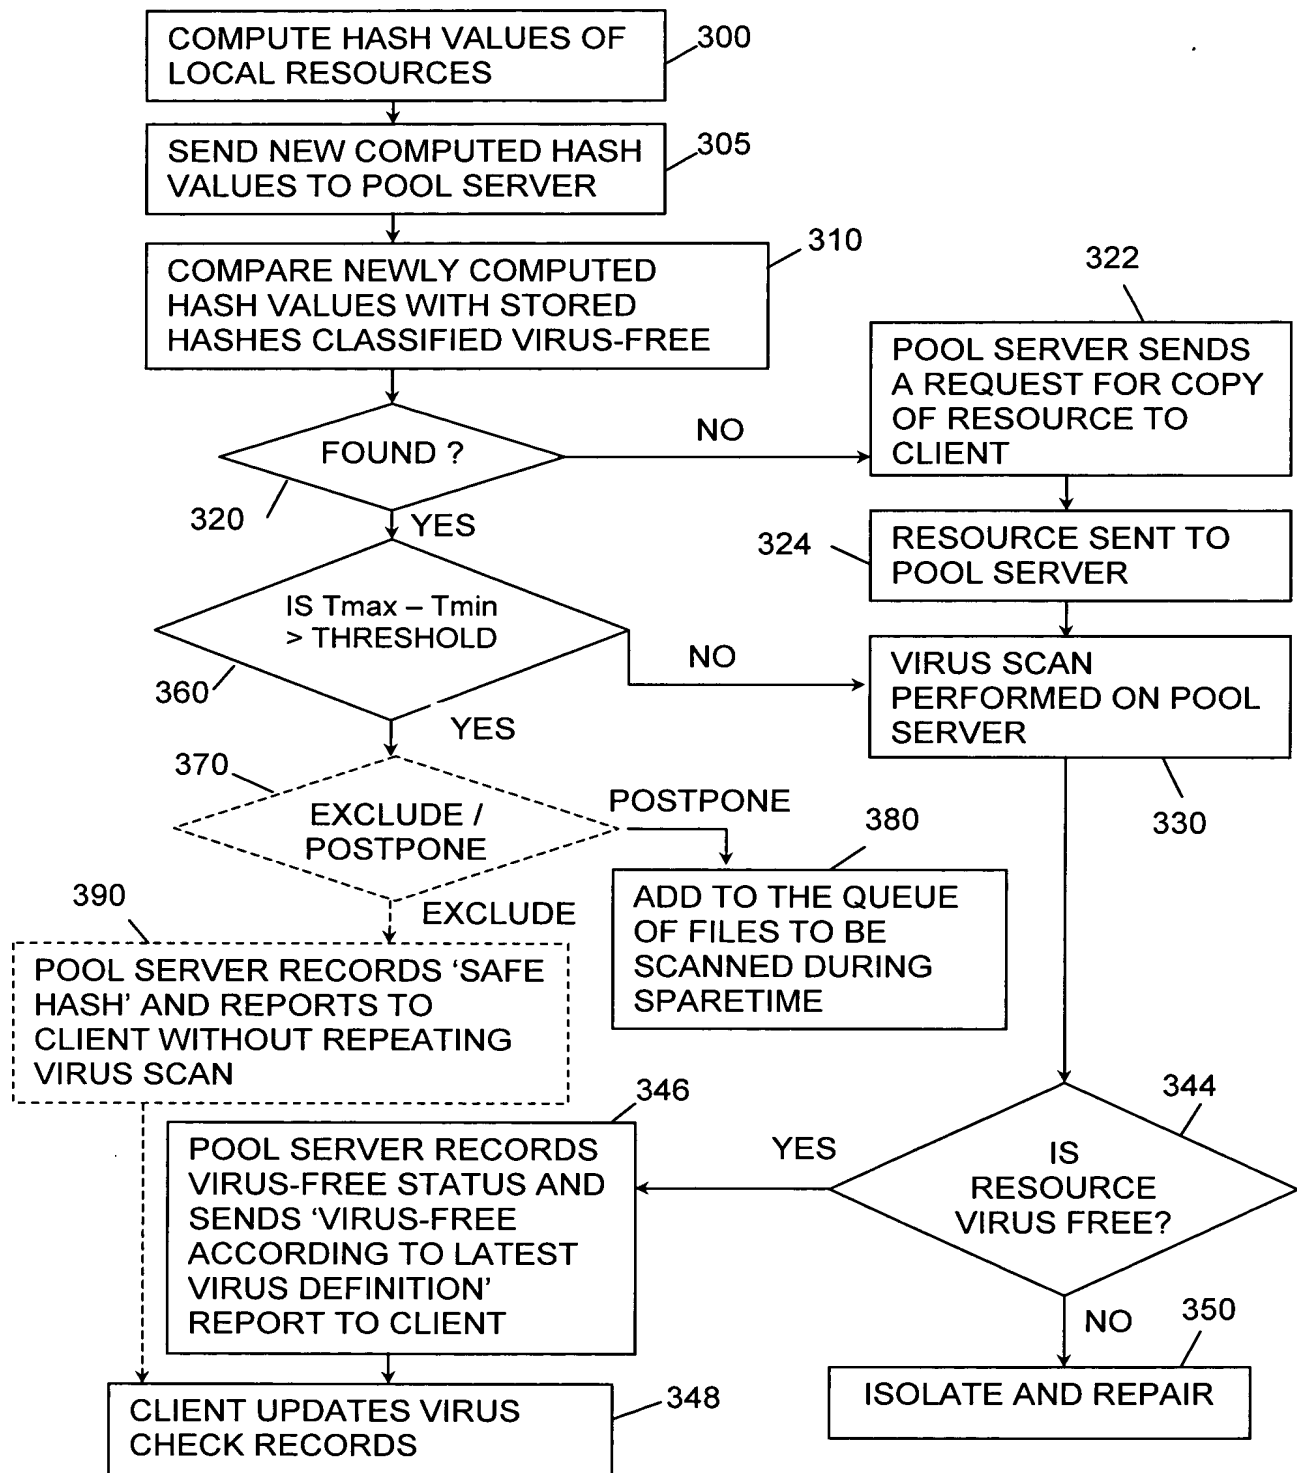 COMPUTE HASH VALUES OF
LOCAL RESOURCES
300
SEND NEW COMPUTED HASH
VALUES TO POOL SERVER
305
COMPARE NEWLY COMPUTED
HASH VALUES WITH STORED
HASHES CLASSIFIED VIRUS-FREE
310
322
POOL SERVER SENDS
A REQUEST FOR COPY
OF RESOURCE TO
CLIENT
FOUND ?
NO
320
YES
324
RESOURCE SENT TO
POOL SERVER
IS Tmax – Tmin
> THRESHOLD
NO
360
YES
VIRUS SCAN
PERFORMED ON POOL
SERVER
330
370
EXCLUDE /
POSTPONE
POSTPONE
380
ADD TO THE QUEUE
OF FILES TO BE
SCANNED DURING
SPARETIME
390
EXCLUDE
POOL SERVER RECORDS ‘SAFE
HASH’ AND REPORTS TO
CLIENT WITHOUT REPEATING
VIRUS SCAN
346
344
POOL SERVER RECORDS
VIRUS-FREE STATUS AND
SENDS ‘VIRUS-FREE
ACCORDING TO LATEST
VIRUS DEFINITION’
REPORT TO CLIENT
YES
IS
RESOURCE
VIRUS FREE?
NO
350
ISOLATE AND REPAIR
CLIENT UPDATES VIRUS
CHECK RECORDS
348